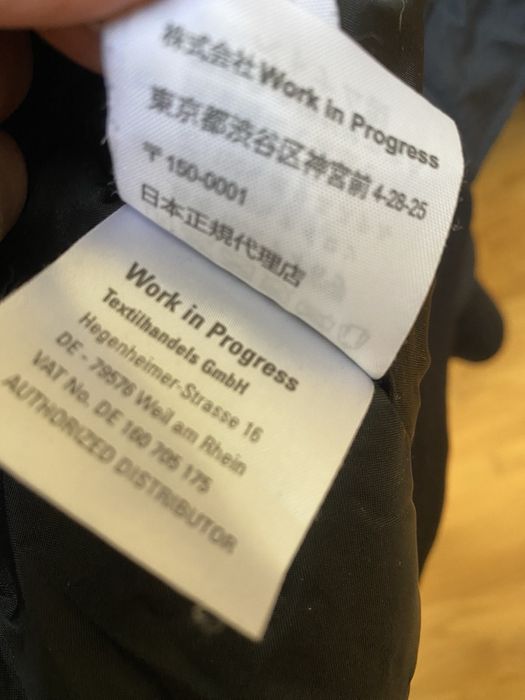 株式会社Work in Progress
東京都渋谷区神宮前4-28-25
〒150-0001
日本正規代理店
Work in Progress
Textilhandels GmbH
Hegenheimer-Strasse 16
DE - 79576 Weil am Rhein
VAT No. DE 160 705 175
AUTHORIZED DISTRIBUTOR